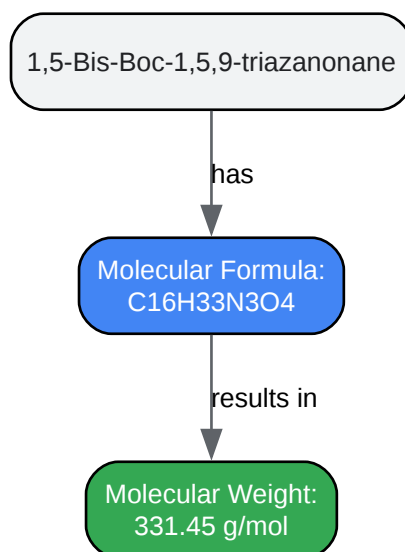 1,5-Bis-Boc-1,5,9-triazanonane
has
Molecular Formula:
C16H33N3O4
results in
Molecular Weight:
331.45 g/mol